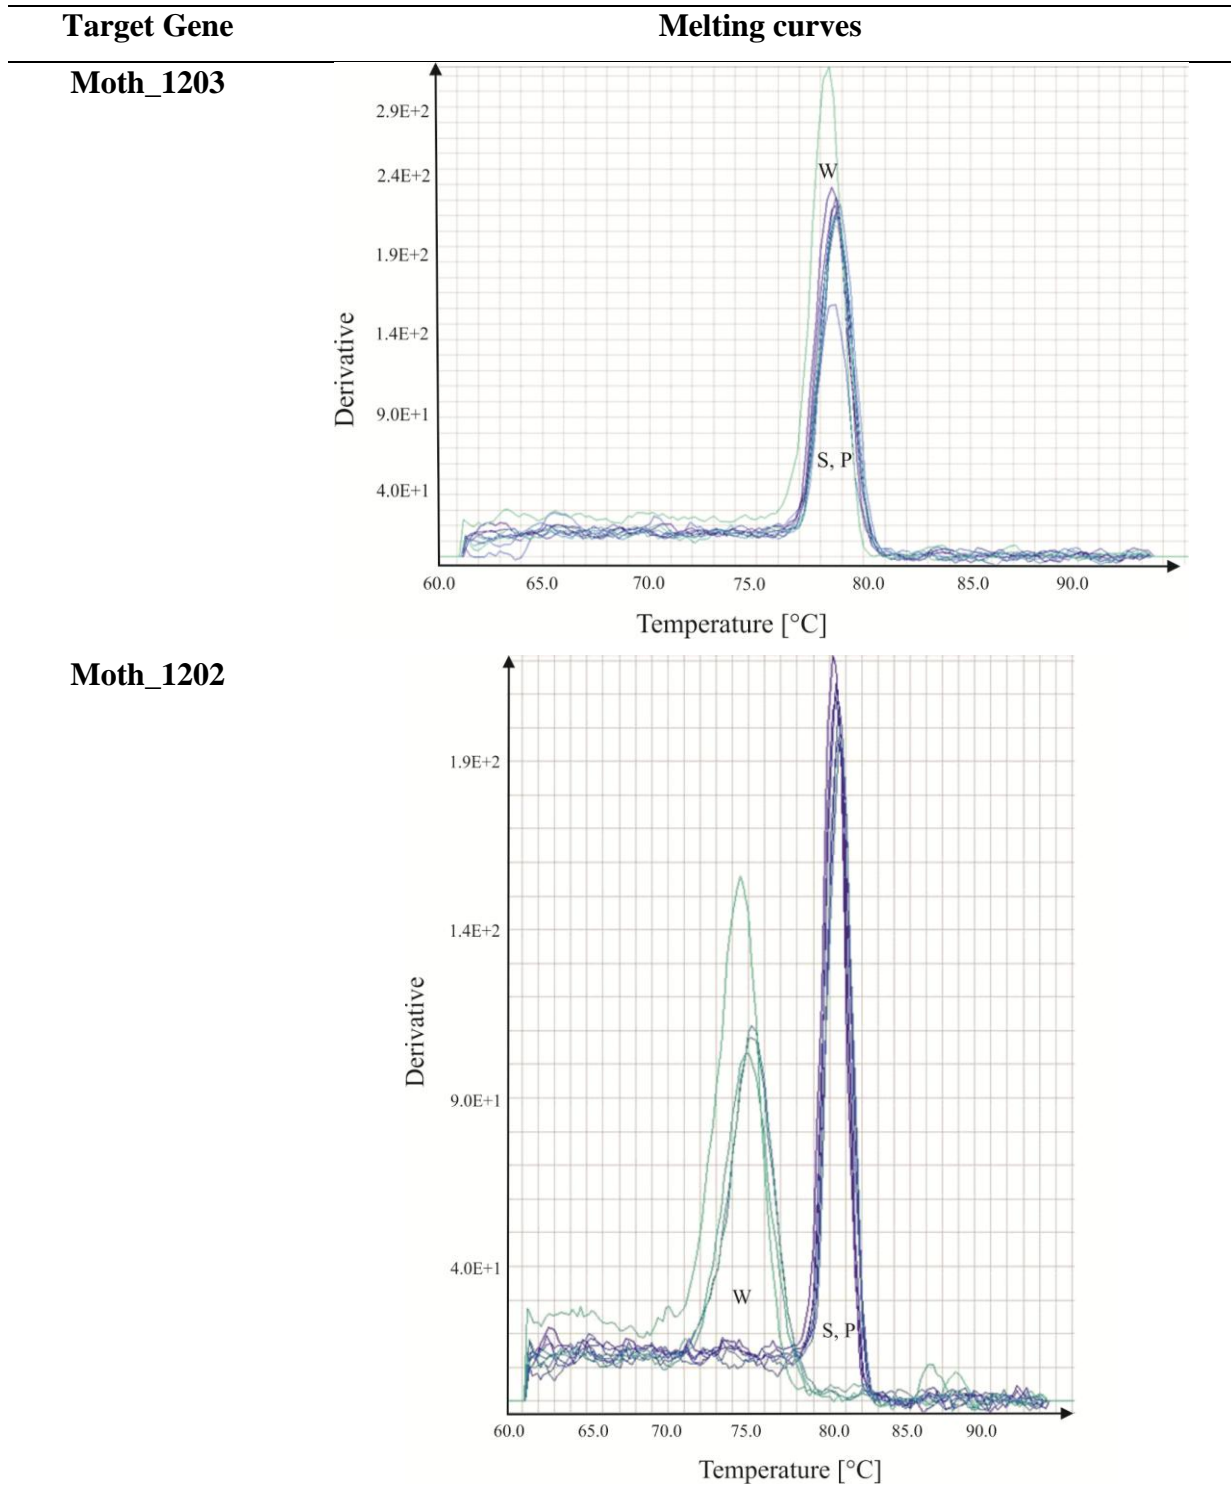 Target Gene Melting curves
Moth_1203
2.9E+2
2.4E+2
W
1.9E+2
1.4E+2
Derivative
9.0E+1
S, P
4.0E+1
60.0 65.0 70.0 75.0 80.0 85.0 90.0
Temperature [°C]
Moth_1202
1.9E+2
1.4E+2
Derivative
9.0E+1
4.0E+1
W
S, P
60.0 65.0 70.0 75.0 80.0 85.0 90.0
Temperature [°C]